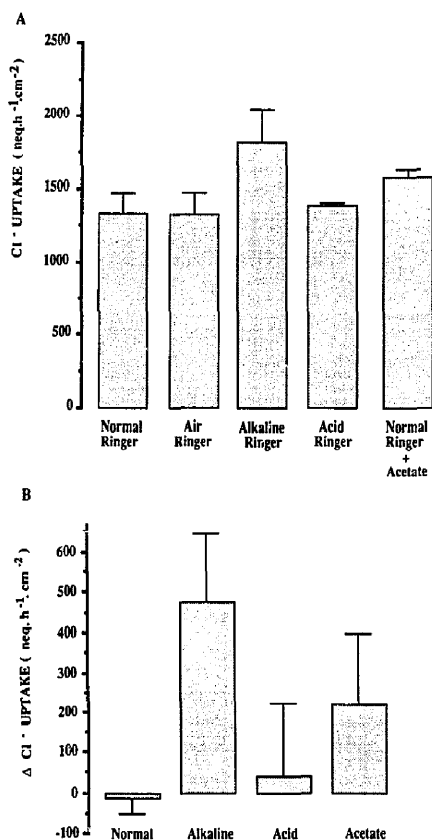 A
Cl - UPTAKE ( neq.h -1.cm-2)
2500
2000
1500
1000
500
0
Normal Ringer
Air Ringer
Alkaline Ringer
Acid Ringer
Normal Ringer + Acetate
B
Δ Cl - UPTAKE ( neq.h-1. cm-2)
600
500
400
300
200
100
0
-100
Normal
Alkaline
Acid
Acetate